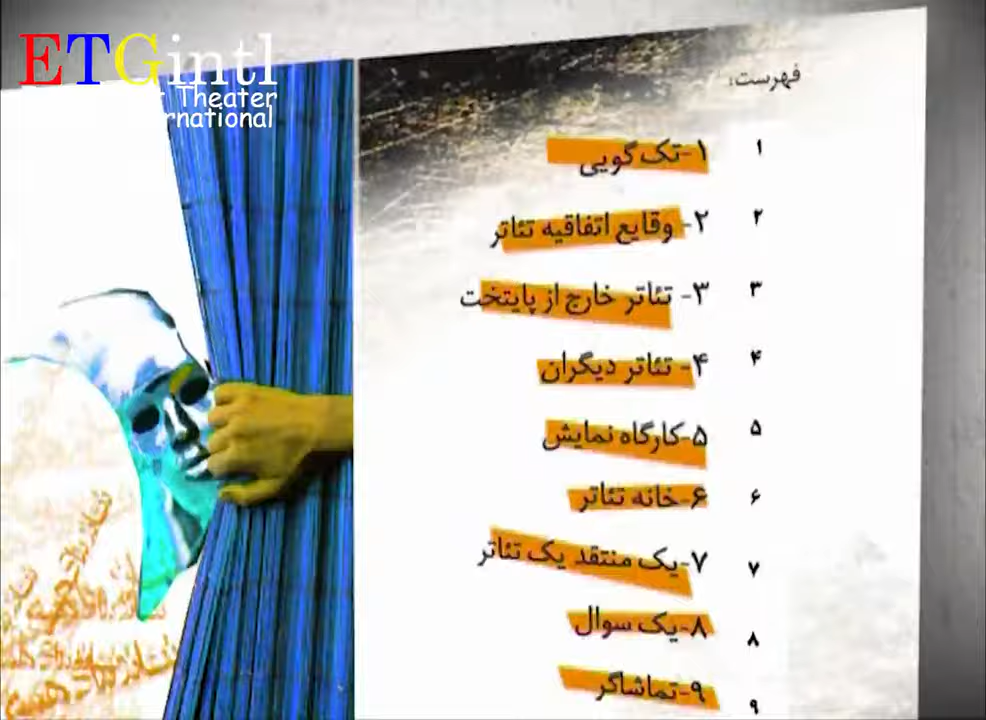 ETGintl
Theater
فهرست:
۱-تک گویی ۱
۲- وقایع اتفاقیه تئاتر ۲
۳- تئاتر خارج از پایتخت ۳
۴- تئاتر دیگران ۴
۵-کارگاه نمایش ۵
۶-خانه تئاتر ۶
۷-یک منتقد یک تئاتر ۷
۸-یک سوال ۸
۹-تماشاگر ۹